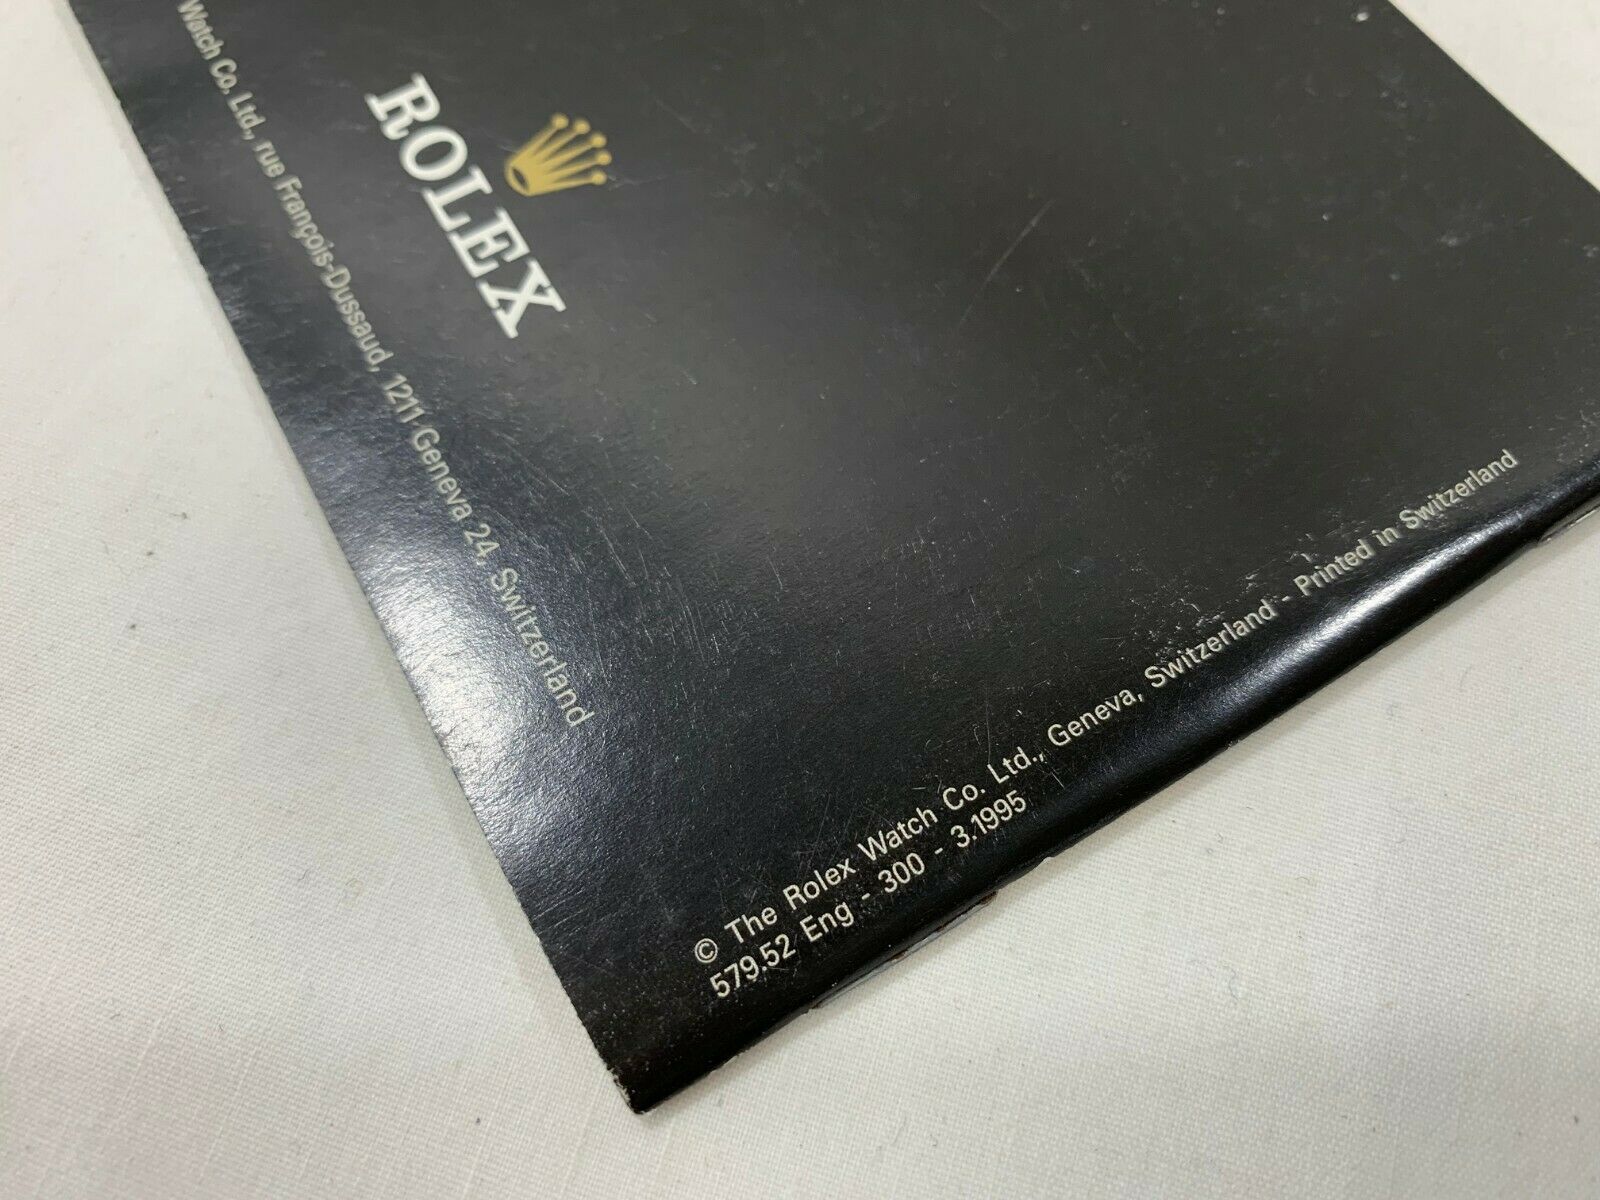 ROLEX
Watch Co. Ltd., rue François-Dussaud, 1211 Geneva 24, Switzerland
© The Rolex Watch Co. Ltd., Geneva, Switzerland - Printed in Switzerland
579.52 Eng - 300 - 3.1995